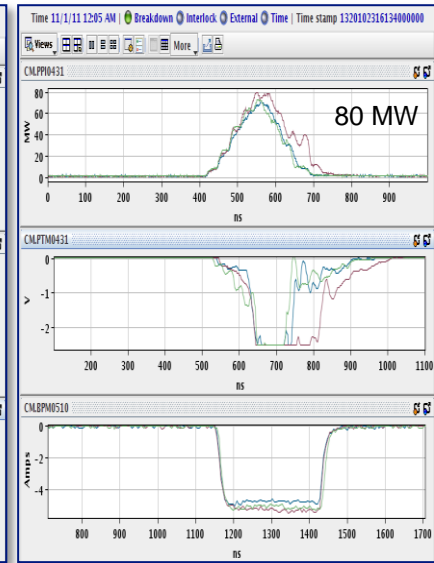 Time 11/1/11 12:05 AM | Breakdown Interlock External Time | Time stamp 1320102316134000000
Views More
CM.PPI0431
80 MW
MW
80
60
40
20
0
0 100 200 300 400 500 600 700 800 900
ns
CM.PTM0431
V
0
-1
-2
200 300 400 500 600 700 800 900 1000 1100
ns
CM.BPM0510
Amps
0
-2
-4
800 900 1000 1100 1200 1300 1400 1500 1600 1700
ns